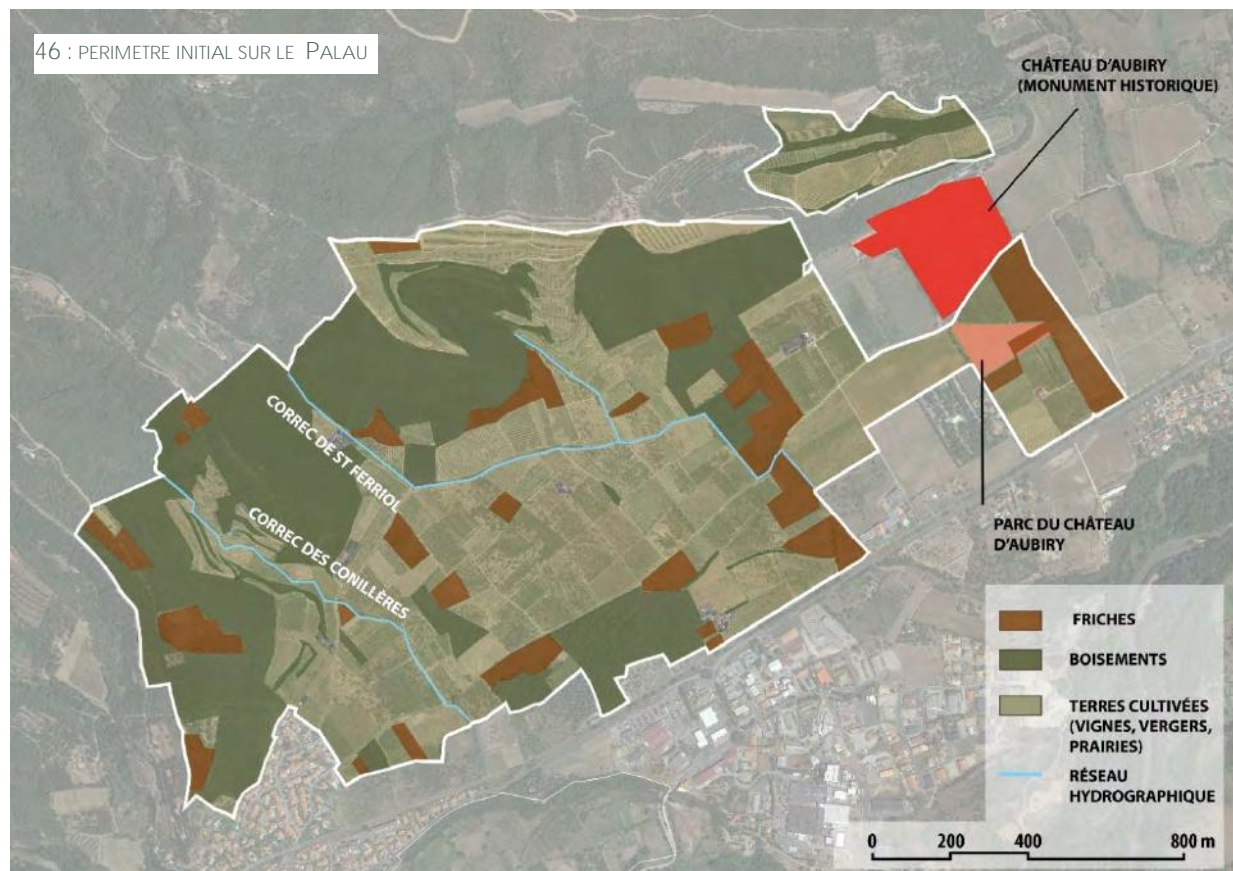 46 : PERIMETRE INITIAL SUR LE PALAU
CHÂTEAU D'AUBIRY
(MONUMENT HISTORIQUE)
CORREC DE ST FERRIOL
CORREC DES CONILLÈRES
PARC DU CHÂTEAU
D'AUBIRY
FRICHES
BOISEMENTS
TERRES CULTIVÉES
(VIGNES, VERGERS,
PRAIRIES)
RÉSEAU
HYDROGRAPHIQUE
0 200 400 800 m